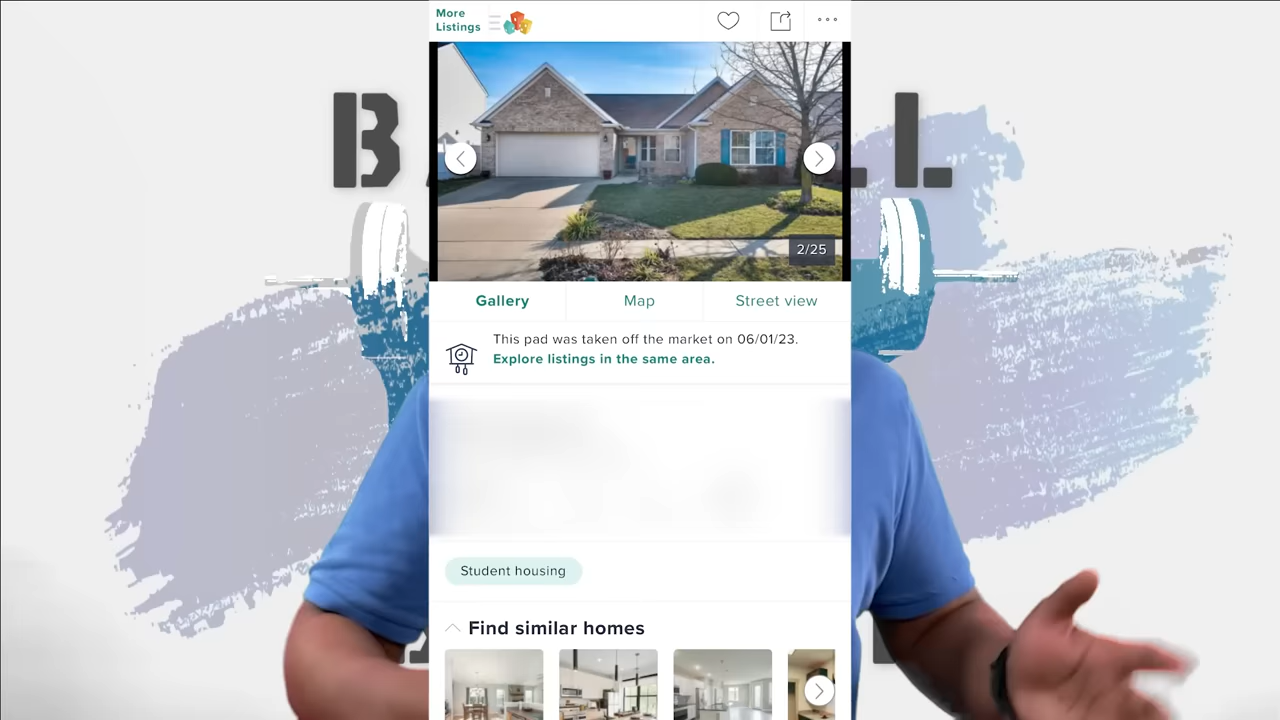 More
Listings
2/25
Gallery
Map
Street view
This pad was taken off the market on 06/01/23.
Explore listings in the same area.
Student housing
Find similar homes